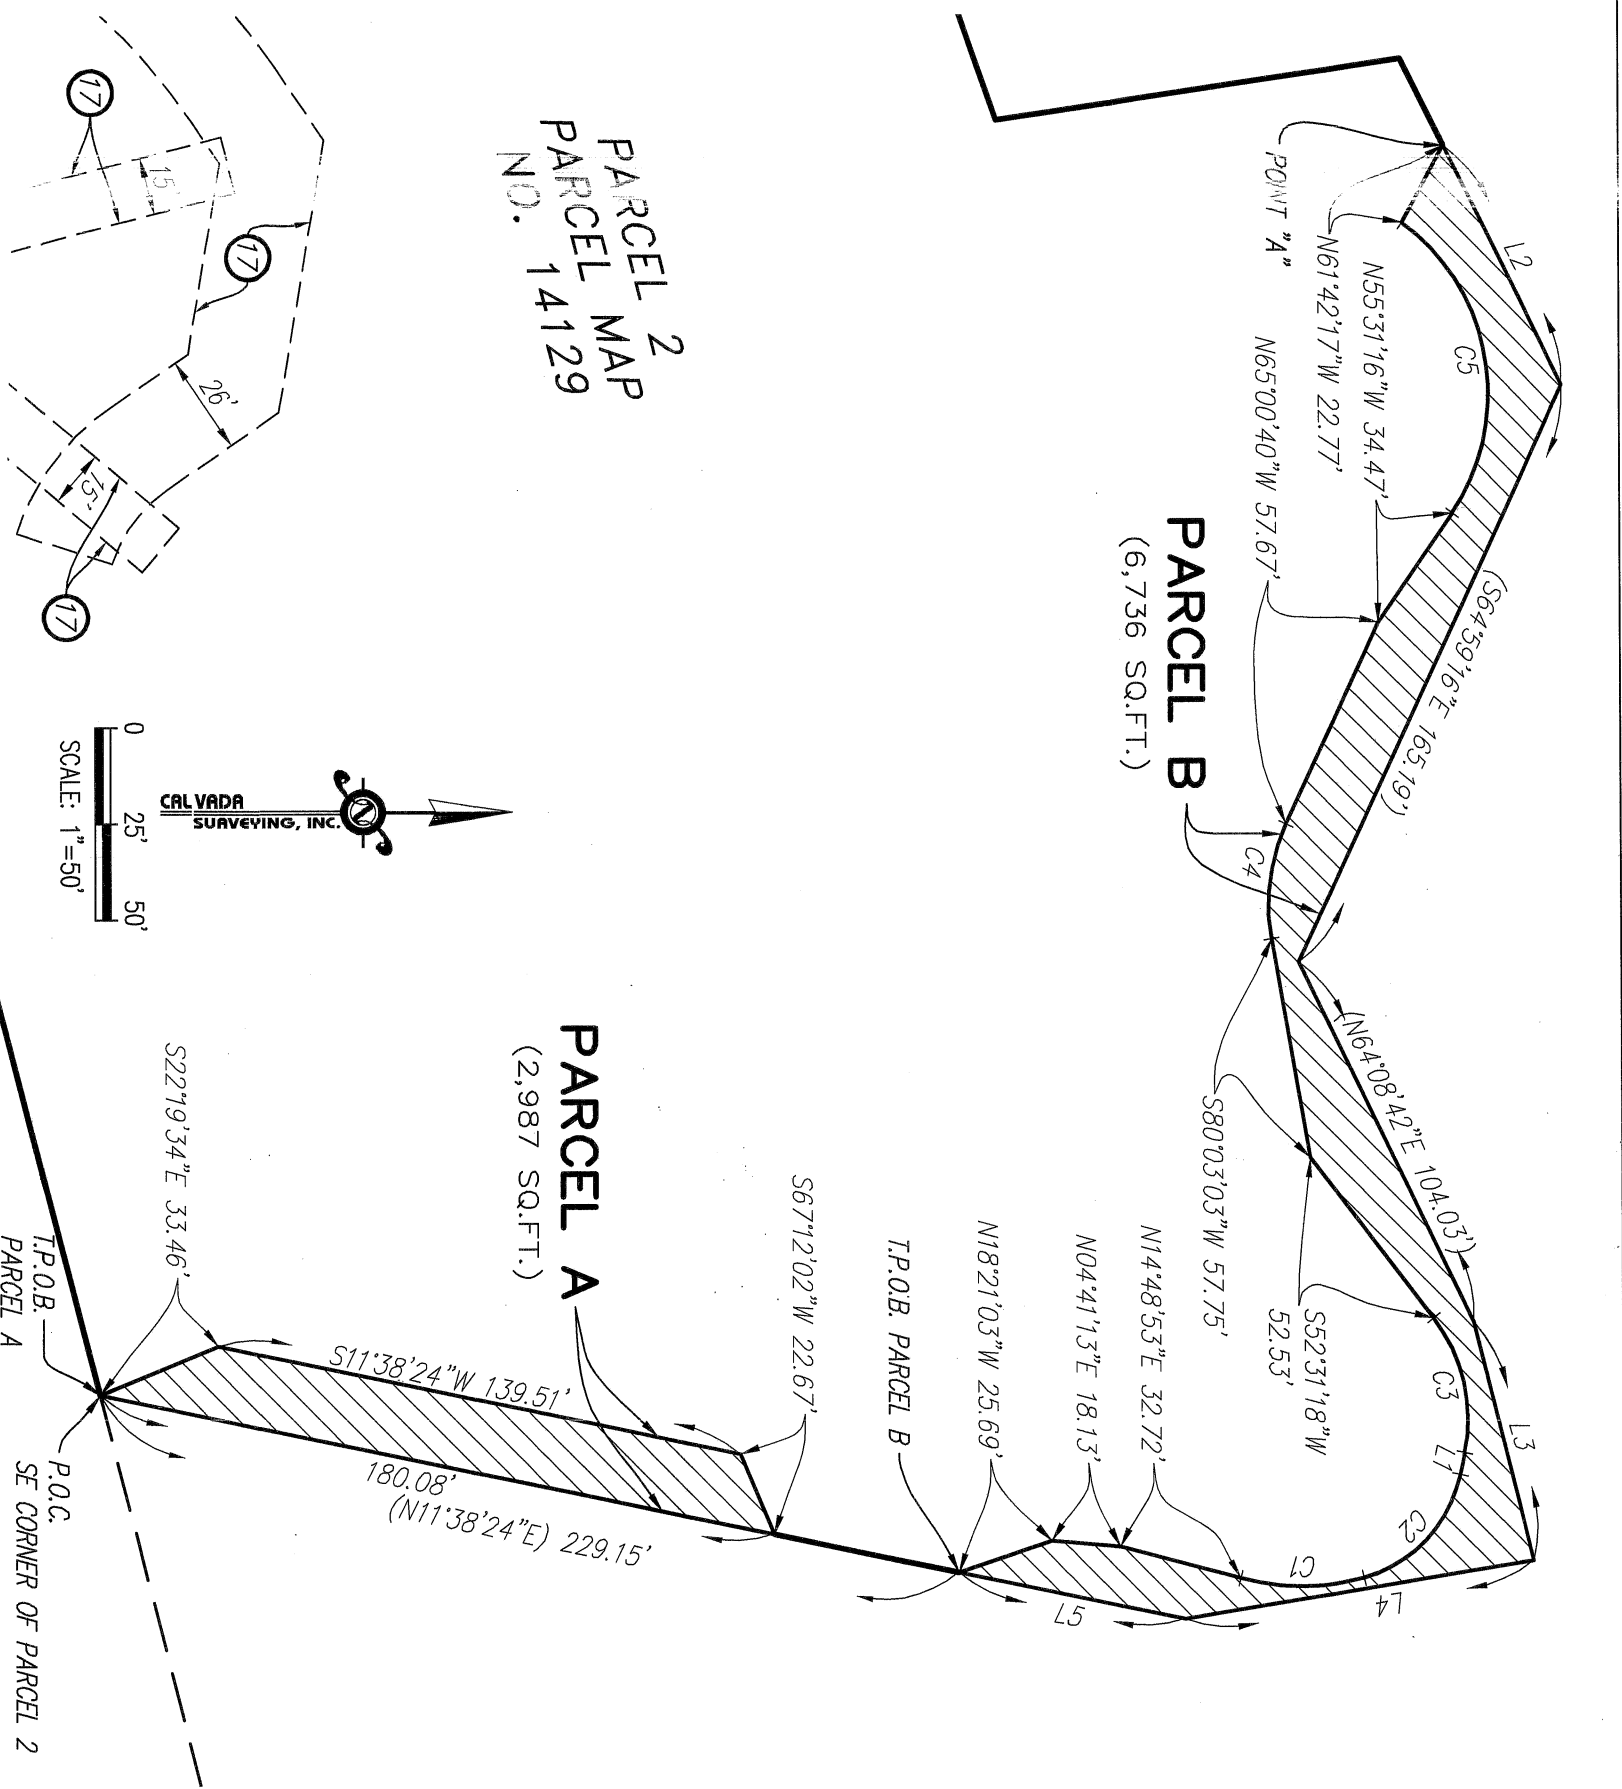 L2
POINT "A"
N61°42'17"W 22.77'
N55°31'16"W 34.47'
C5
N65°00'40"W 57.67'
(S64°59'16"E 165.19')
PARCEL B
(6,736 SQ.FT.)
C4
(N64°08'42"E 104.03')
S80°03'03"W 57.75'
S52°31'18"W
52.53'
C3
L1
L3
C2
C1
L4
L5
N14°48'53"E 32.72'
N04°41'13"E 18.13'
N18°21'03"W 25.69'
T.P.O.B. PARCEL B
S67°12'02"W 22.67'
PARCEL 2
PARCEL MAP
NO. 14129
PARCEL A
(2,987 SQ.FT.)
S11°38'24"W 139.51'
180.08'
(N11°38'24"E) 229.15'
S22°19'34"E 33.46'
T.P.O.B.
PARCEL A
P.O.C.
SE CORNER OF PARCEL 2
17
15'
17
26'
15'
17
CALVADA
SURVEYING, INC.
0 25' 50'
SCALE: 1"=50'